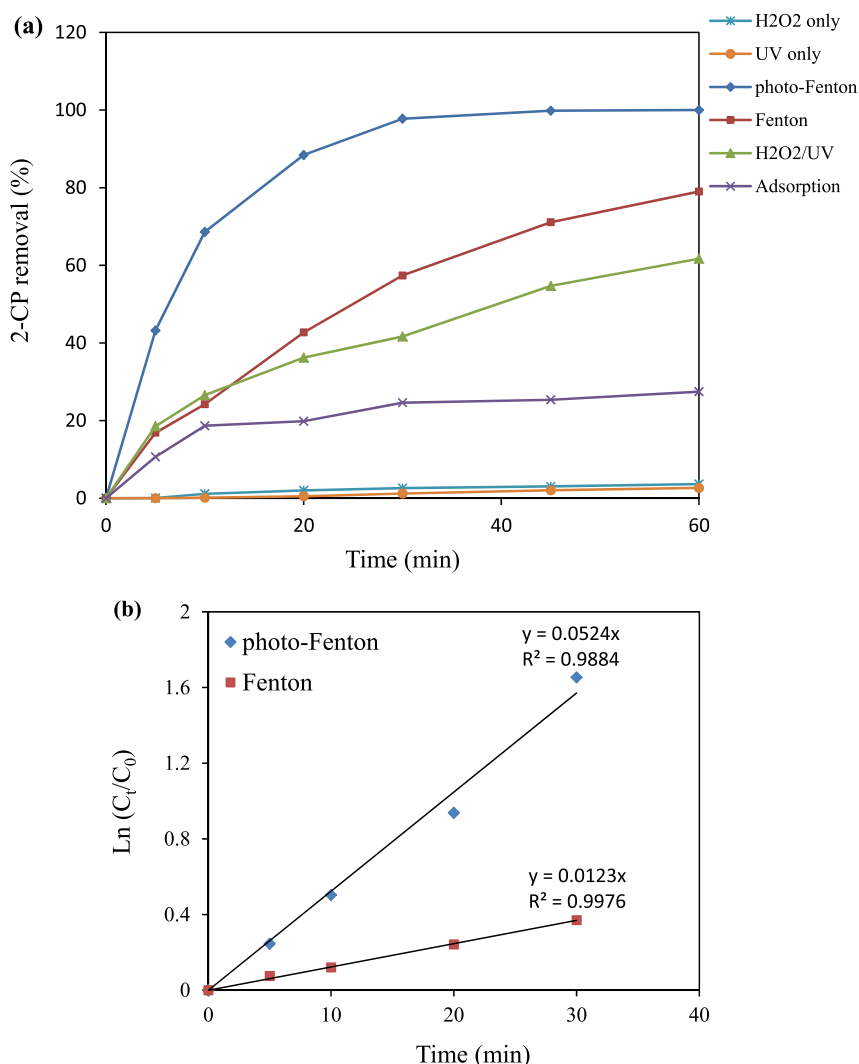 (a)
120
100
80
60
40
20
0
2-CP removal (%)
0 20 40 60
Time (min)
H2O2 only
UV only
photo-Fenton
Fenton
H2O2/UV
Adsorption
(b)
2
1.6
1.2
0.8
0.4
0
Ln (Ct/C0)
photo-Fenton
Fenton
y = 0.0524x
R² = 0.9884
y = 0.0123x
R² = 0.9976
0 10 20 30 40
Time (min)